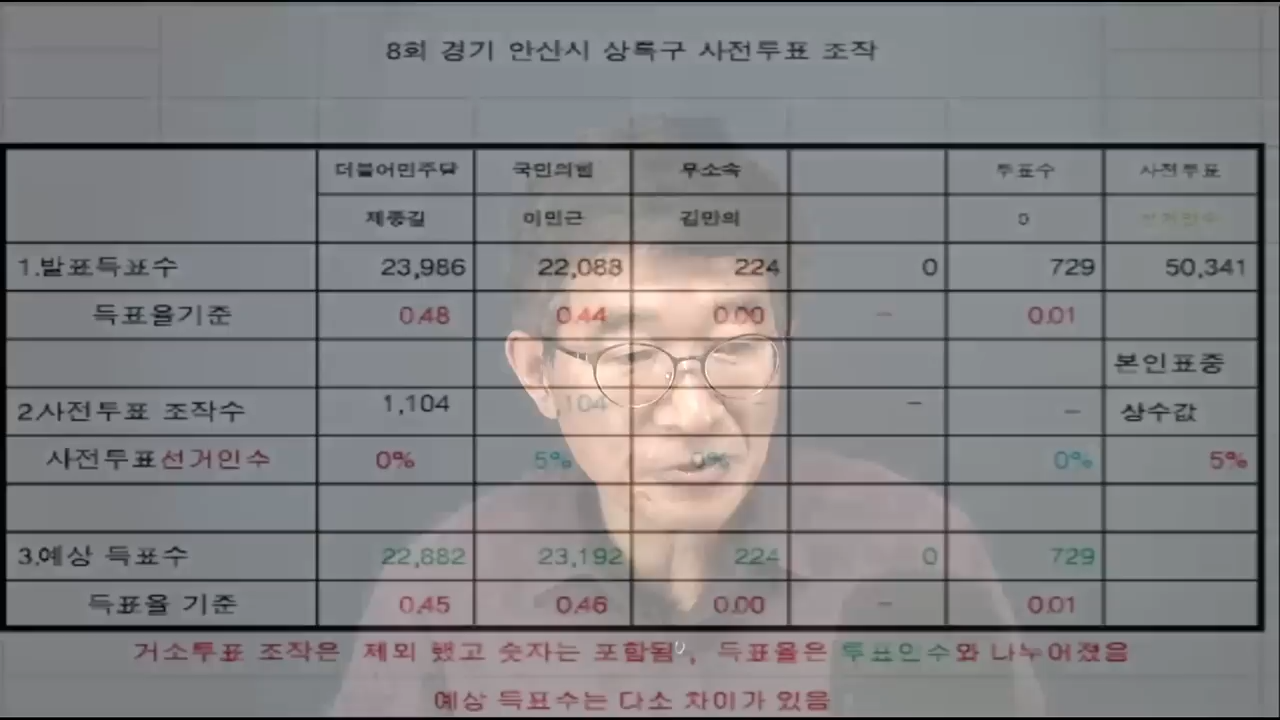 8회 경기 안산시 상록구 사전투표 조작
더불어민주당 국민의힘 무소속 투표수 사전투표
제종길 이민근 김만의 0
1.발표득표수 23,986 22,088 224 0 729 50,341
득표율기준 0.48 0.44 0.00 - 0.01
본인표중
2.사전투표 조작수 1,104 104 - - 상수값
사전투표선거인수 0% 5% 0% 0% 5%
3.예상 득표수 22,882 23,192 224 0 729
득표율 기준 0.45 0.46 0.00 - 0.01
거소투표 조작은 제외 했고 숫자는 포함됨, 득표율은 투표인수와 나누어졌음
예상 득표수는 다소 차이가 있음